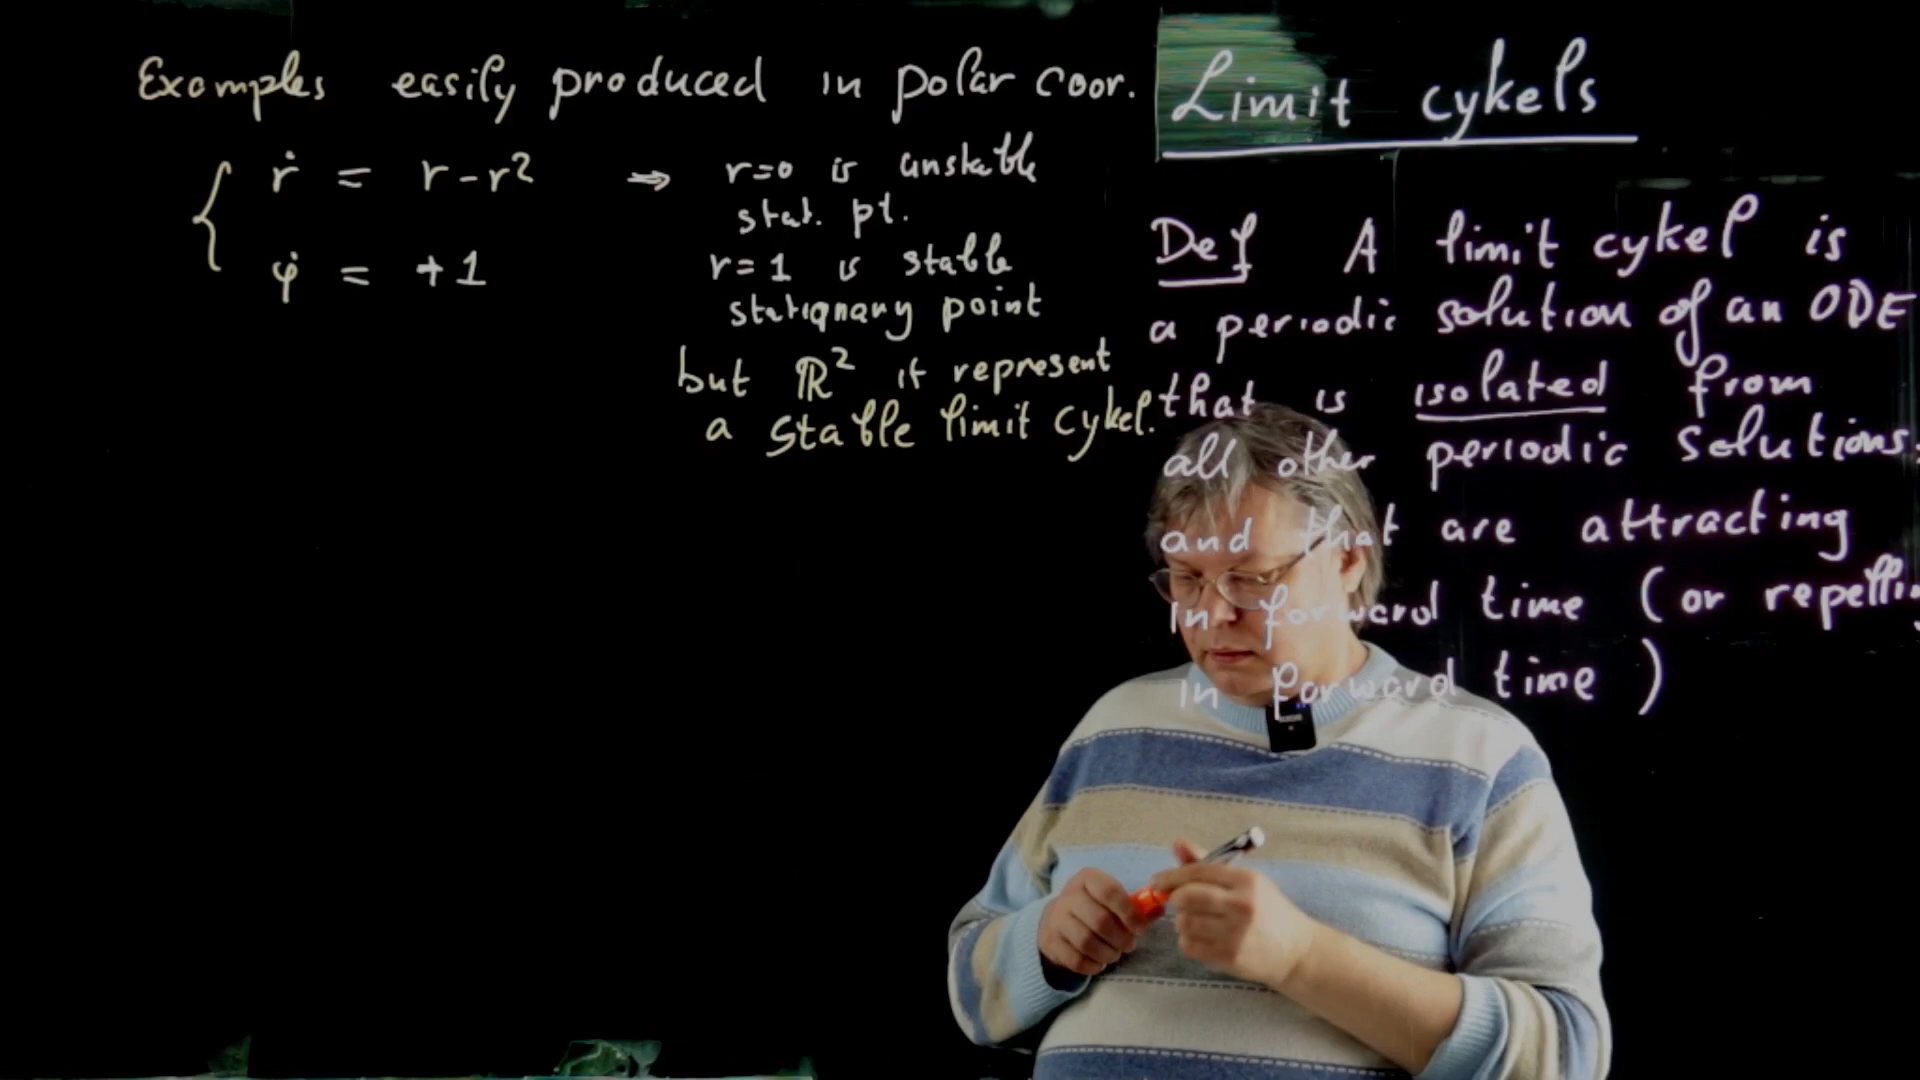 Examples easily produced in polar coor.
{ ṙ = r - r² ⇒ r=0 is unstable
stat. pt.
φ̇ = +1
r=1 is stable
stationary point
but ℝ² it represent
a stable limit cykel.
Limit cykels
Def A limit cykel is
a periodic solution of an ODE
that is isolated from
all other periodic solutions,
and that are attracting
in forward time (or
in forward time)